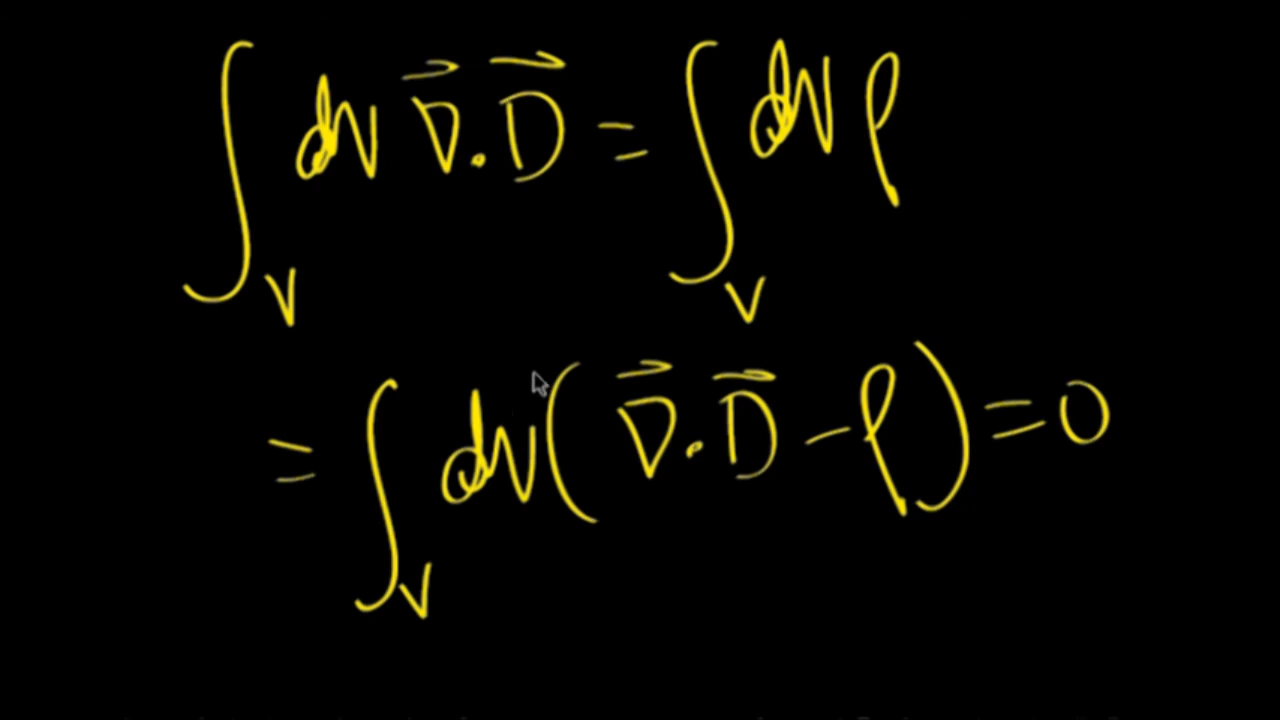 ∫_V dV ∇⃗ · D⃗ = ∫_V dV ρ
= ∫_V dV ( ∇⃗ · D⃗ − ρ ) = 0